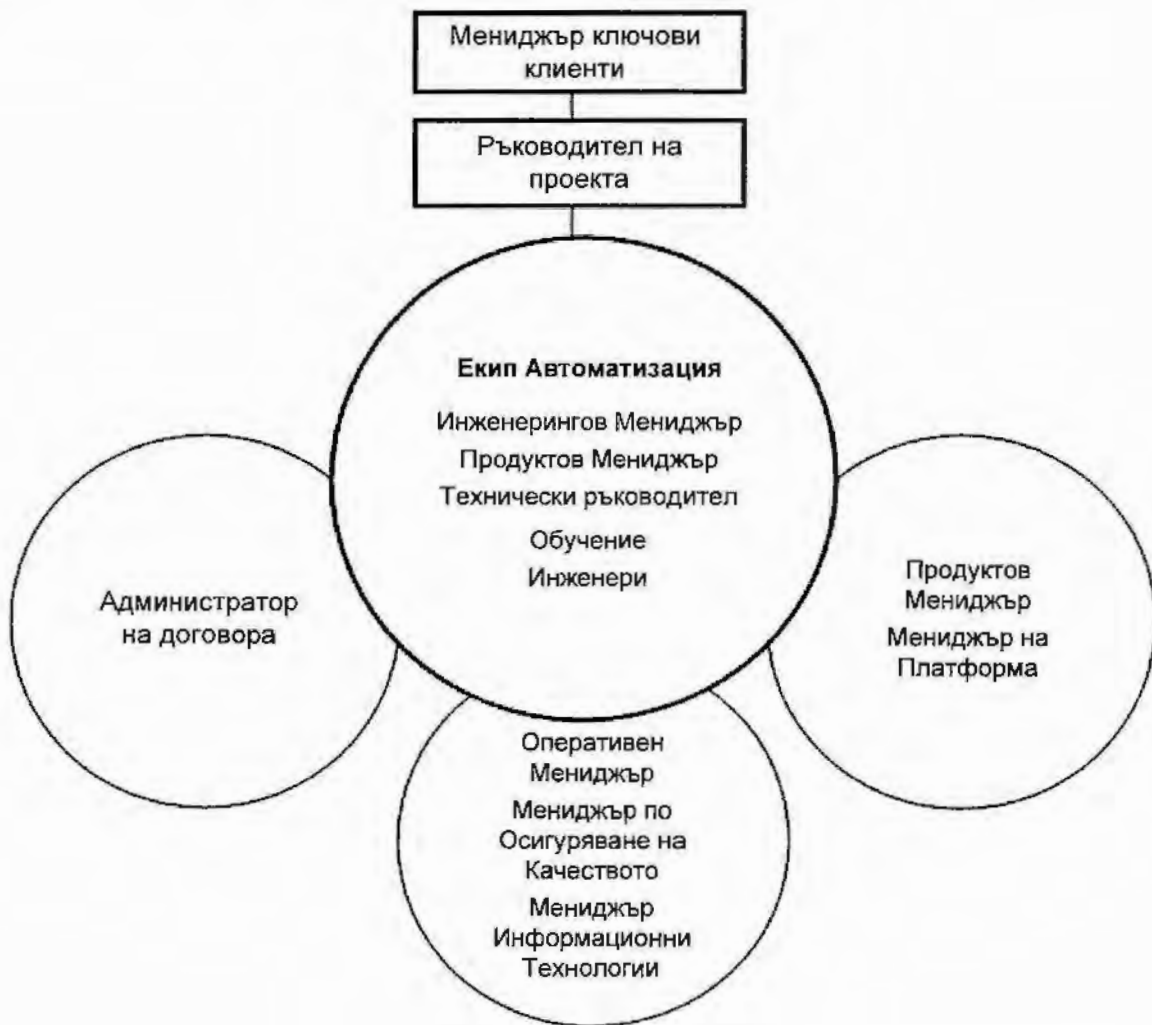 Мениджър ключови
клиенти
Ръководител на
проекта
Екип Автоматизация
Инженерингов Мениджър
Продуктов Мениджър
Технически ръководител
Обучение
Инженери
Администратор
на договора
Продуктов
Мениджър
Мениджър на
Платформа
Оперативен
Мениджър
Мениджър по
Осигуряване на
Качеството
Мениджър
Информационни
Технологии